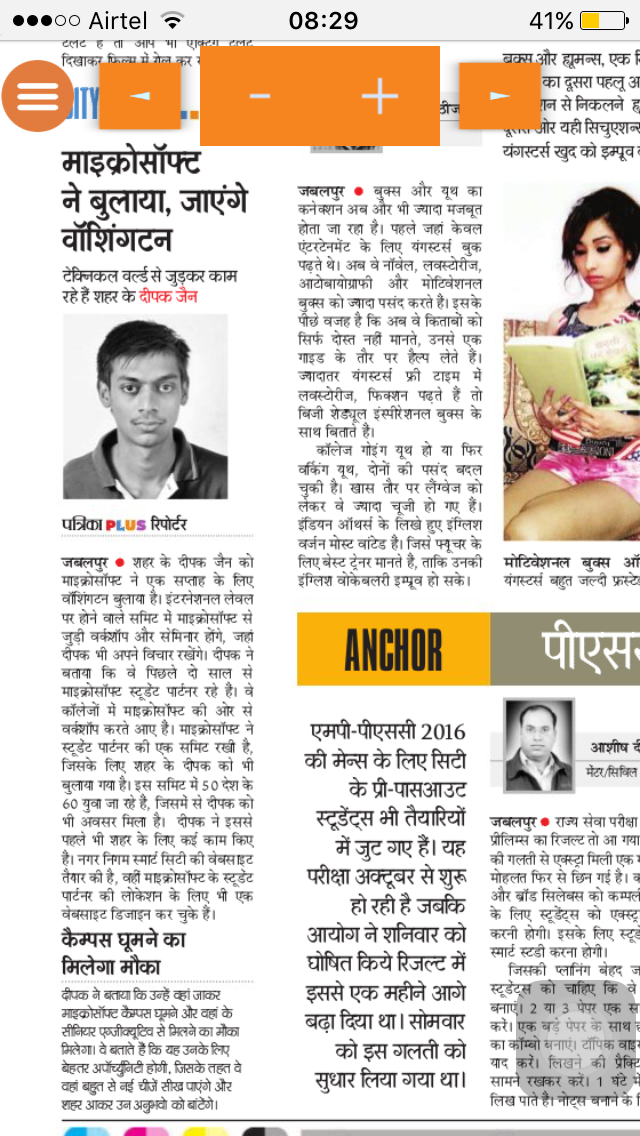 ●●●○○ Airtel
08:29
41%
टैलेंट है तो आप भी एक्टिंग टैलेंट
माइक्रोसॉफ्ट
ने बुलाया, जाएंगे
वॉशिंगटन
टेक्निकल वर्ल्ड से जुड़कर काम
रहे हैं शहर के दीपक जैन
पत्रिका PLUS रिपोर्टर
जबलपुर ● शहर के दीपक जैन को
माइक्रोसॉफ्ट ने एक सप्ताह के लिए
वॉशिंगटन बुलाया है। इंटरनेशनल लेवल
पर होने वाले समिट में माइक्रोसॉफ्ट से
जुड़ी वर्कशॉप और सेमिनार होंगे, जहां
दीपक भी अपने विचार रखेंगे। दीपक ने
बताया कि वे पिछले दो साल से
माइक्रोसॉफ्ट स्टूडेंट पार्टनर रहे है। वे
कॉलेजों में माइक्रोसॉफ्ट की ओर से
वर्कशॉप करते आए हैं। माइक्रोसॉफ्ट ने
स्टूडेंट पार्टनर की एक समिट रखी है,
जिसके लिए शहर के दीपक को भी
बुलाया गया है। इस समिट में 50 देश के
60 युवा जा रहे है, जिसमें से दीपक को
भी अवसर मिला है। दीपक ने इससे
पहले भी शहर के लिए कई काम किए
है। नगर निगम स्मार्ट सिटी की वेबसाइट
तैयार की है, वहीं माइक्रोसॉफ्ट के स्टूडेंट
पार्टनर की लोकेशन के लिए भी एक
वेबसाइट डिजाइन कर चुके हैं।
कैम्पस घूमने का
मिलेगा मौका
दीपक ने बताया कि उन्हें वहां जाकर
माइक्रोसॉफ्ट कैम्पस घूमने और वहां के
सीनियर एग्जीक्यूटिव से मिलने का मौका
मिलेगा। वे बताते है कि यह उनके लिए
बेहतर अपॉर्च्युनिटी होगी, जिसके तहत वे
वहां बहुत से नई चीजें सीख पाएंगे और
शहर आकर उन अनुभवो को बांटेंगे।
जबलपुर ● बुक्स और यूथ का
कनेक्शन अब और भी ज्यादा मजबूत
होता जा रहा है। पहले जहां केवल
एंटरटेनमेंट के लिए यंगस्टर्स बुक
पढ़ते थे। अब वे नॉवेल, लवस्टोरीज,
आटोबायोग्राफी और मोटिवेशनल
बुक्स को ज्यादा पसंद करते हैं। इसके
पीछे वजह है कि अब वे किताबों को
सिर्फ दोस्त नहीं मानते, उनसे एक
गाइड के तौर पर हैल्प लेते हैं।
ज्यादातर यंगस्टर्स फ्री टाइम में
लवस्टोरीज, फिक्शन पढ़ते हैं तो
बिजी शेड्यूल इंस्पीरेशनल बुक्स के
साथ बिताते है।
कॉलेज गोइंग यूथ हो या फिर
वर्किंग यूथ, दोनों की पसंद बदल
चुकी है। खास तौर पर लैंग्वेज को
लेकर वे ज्यादा चूजी हो गए हैं।
इंडियन ऑथर्स के लिखे हुए इंग्लिश
वर्जन मोस्ट वांटेड है। जिसे फ्यूचर के
लिए बेस्ट ट्रेनर मानते है, ताकि उनकी
इंग्लिश वोकेबलरी इम्प्रूव हो सके।
बुक्स और ह्यूमन्स, एक
का दूसरा पहलू
से निकलने
और यही सिचुएशन्स
यंगस्टर्स खुद को इम्प्रूव
मोटिवेशनल बुक्स
यंगस्टर्स बहुत जल्दी
ANCHOR
एमपी-पीएससी 2016
की मेन्स के लिए सिटी
के प्री-पासआउट
स्टूडेंट्स भी तैयारियों
में जुट गए हैं। यह
परीक्षा अक्टूबर से शुरू
हो रही है जबकि
आयोग ने शनिवार को
घोषित किये रिजल्ट में
इससे एक महीने आगे
बढ़ा दिया था। सोमवार
को इस गलती को
सुधार लिया गया था।
आशीष
मेंटर/सिविल
जबलपुर ● राज्य सेवा परीक्षा
प्रीलिम्स का रिजल्ट तो आ गया
की गलती से एक्स्ट्रा मिली एक
मोहलत फिर से छिन गई है।
और ब्रॉड सिलेबस को
के लिए स्टूडेंट्स को
करनी होगी। इसके लिए
स्मार्ट स्टडी करना होगी।
जिसकी प्लानिंग बेहद
स्टूडेंट्स को चाहिए कि वे
बनाएं। 2 या 3 पेपर एक
करें। एक बड़े पेपर के साथ
का कॉम्बो बनाएं। टॉपिक
याद करें। लिखने की
सामने रखकर करें। 1 घंटे में
लिख पाते है। नोट्स बनाने के